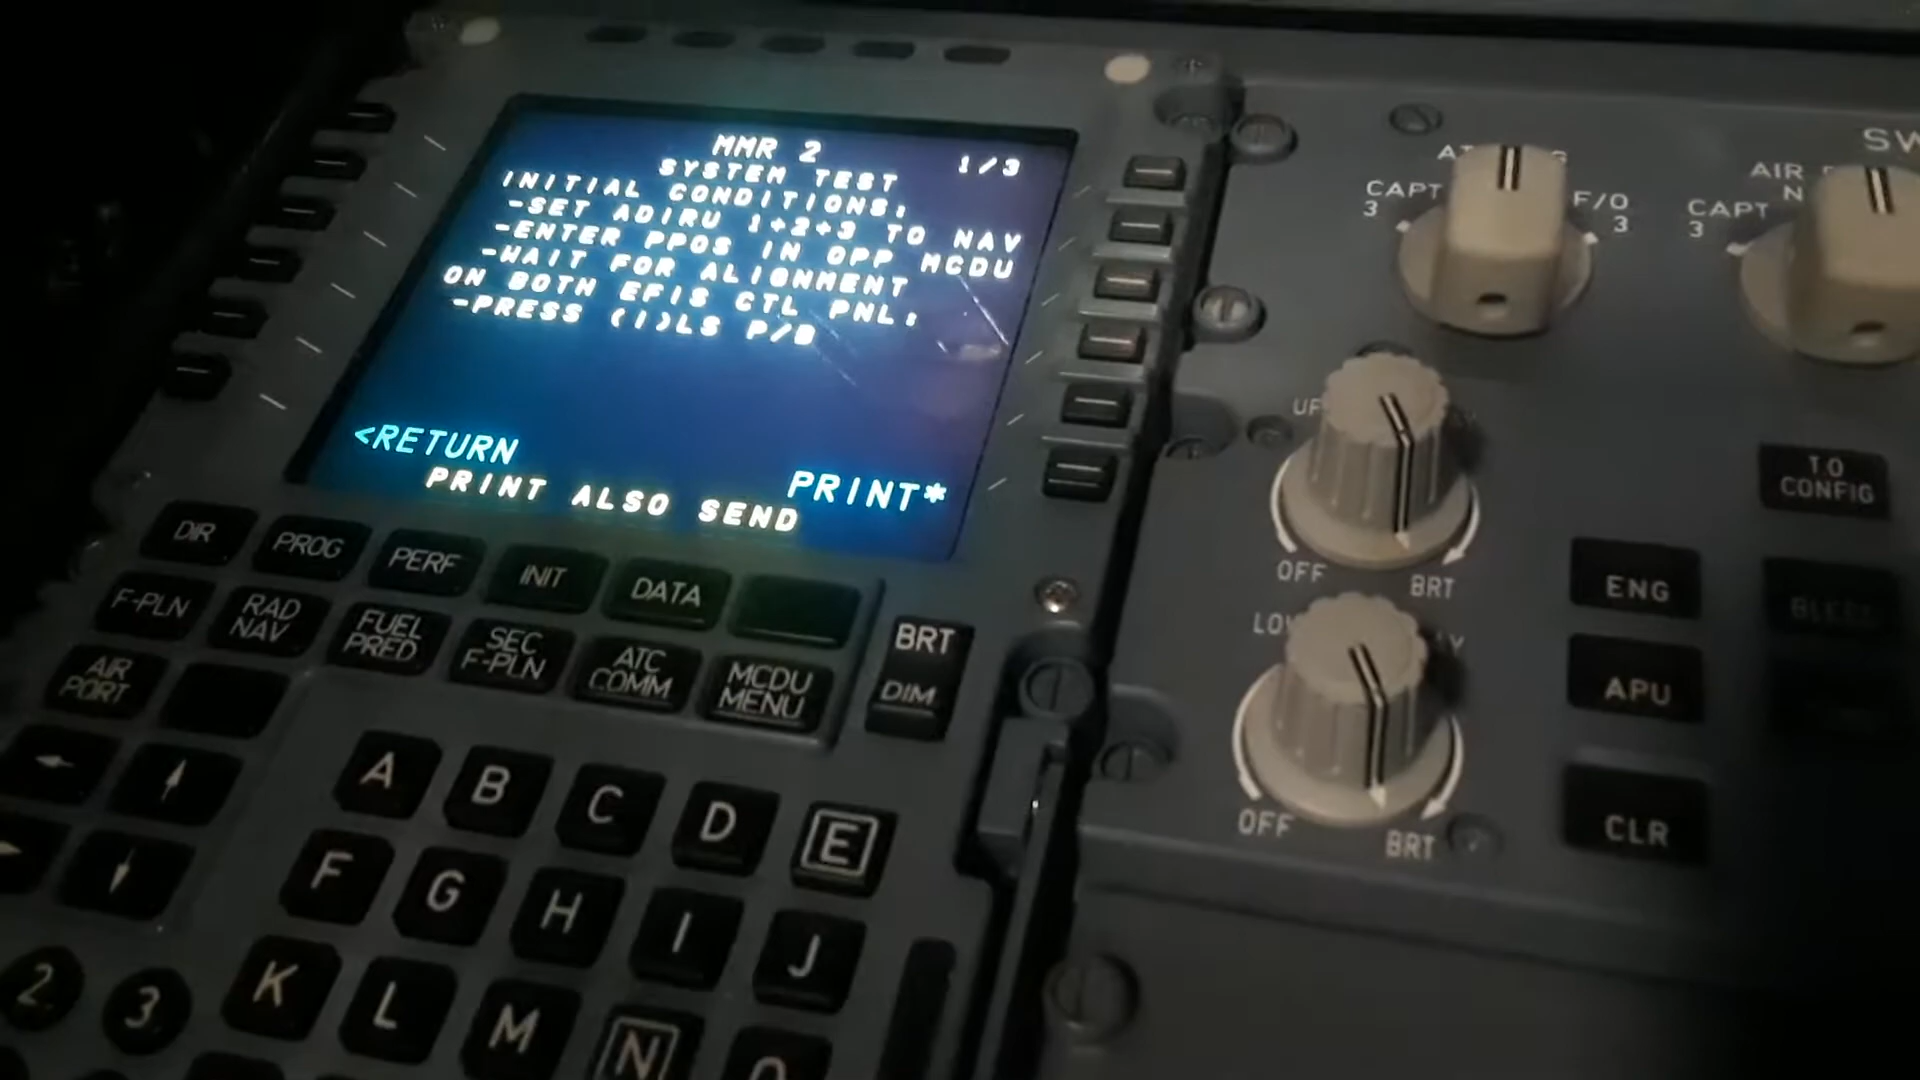 MMR 2 1/3
SYSTEM TEST
INITIAL CONDITIONS:
-SET ADIRU 1+2+3 TO NAV
-ENTER PPOS IN OPP MCDU
-WAIT FOR ALIGNMENT
ON BOTH EFIS CTL PNL:
-PRESS (I)LS P/B
<RETURN
PRINT*
PRINT ALSO SEND
DIR PROG PERF INIT DATA
F-PLN RAD NAV FUEL PRED SEC F-PLN ATC COMM MCDU MENU
BRT
DIM
AIR PORT
A B C D E
F G H I J
K L M N
2 3
CAPT 3
F/O 3
AIR
CAPT 3
OFF BRT
OFF BRT
T.O CONFIG
ENG
APU
CLR